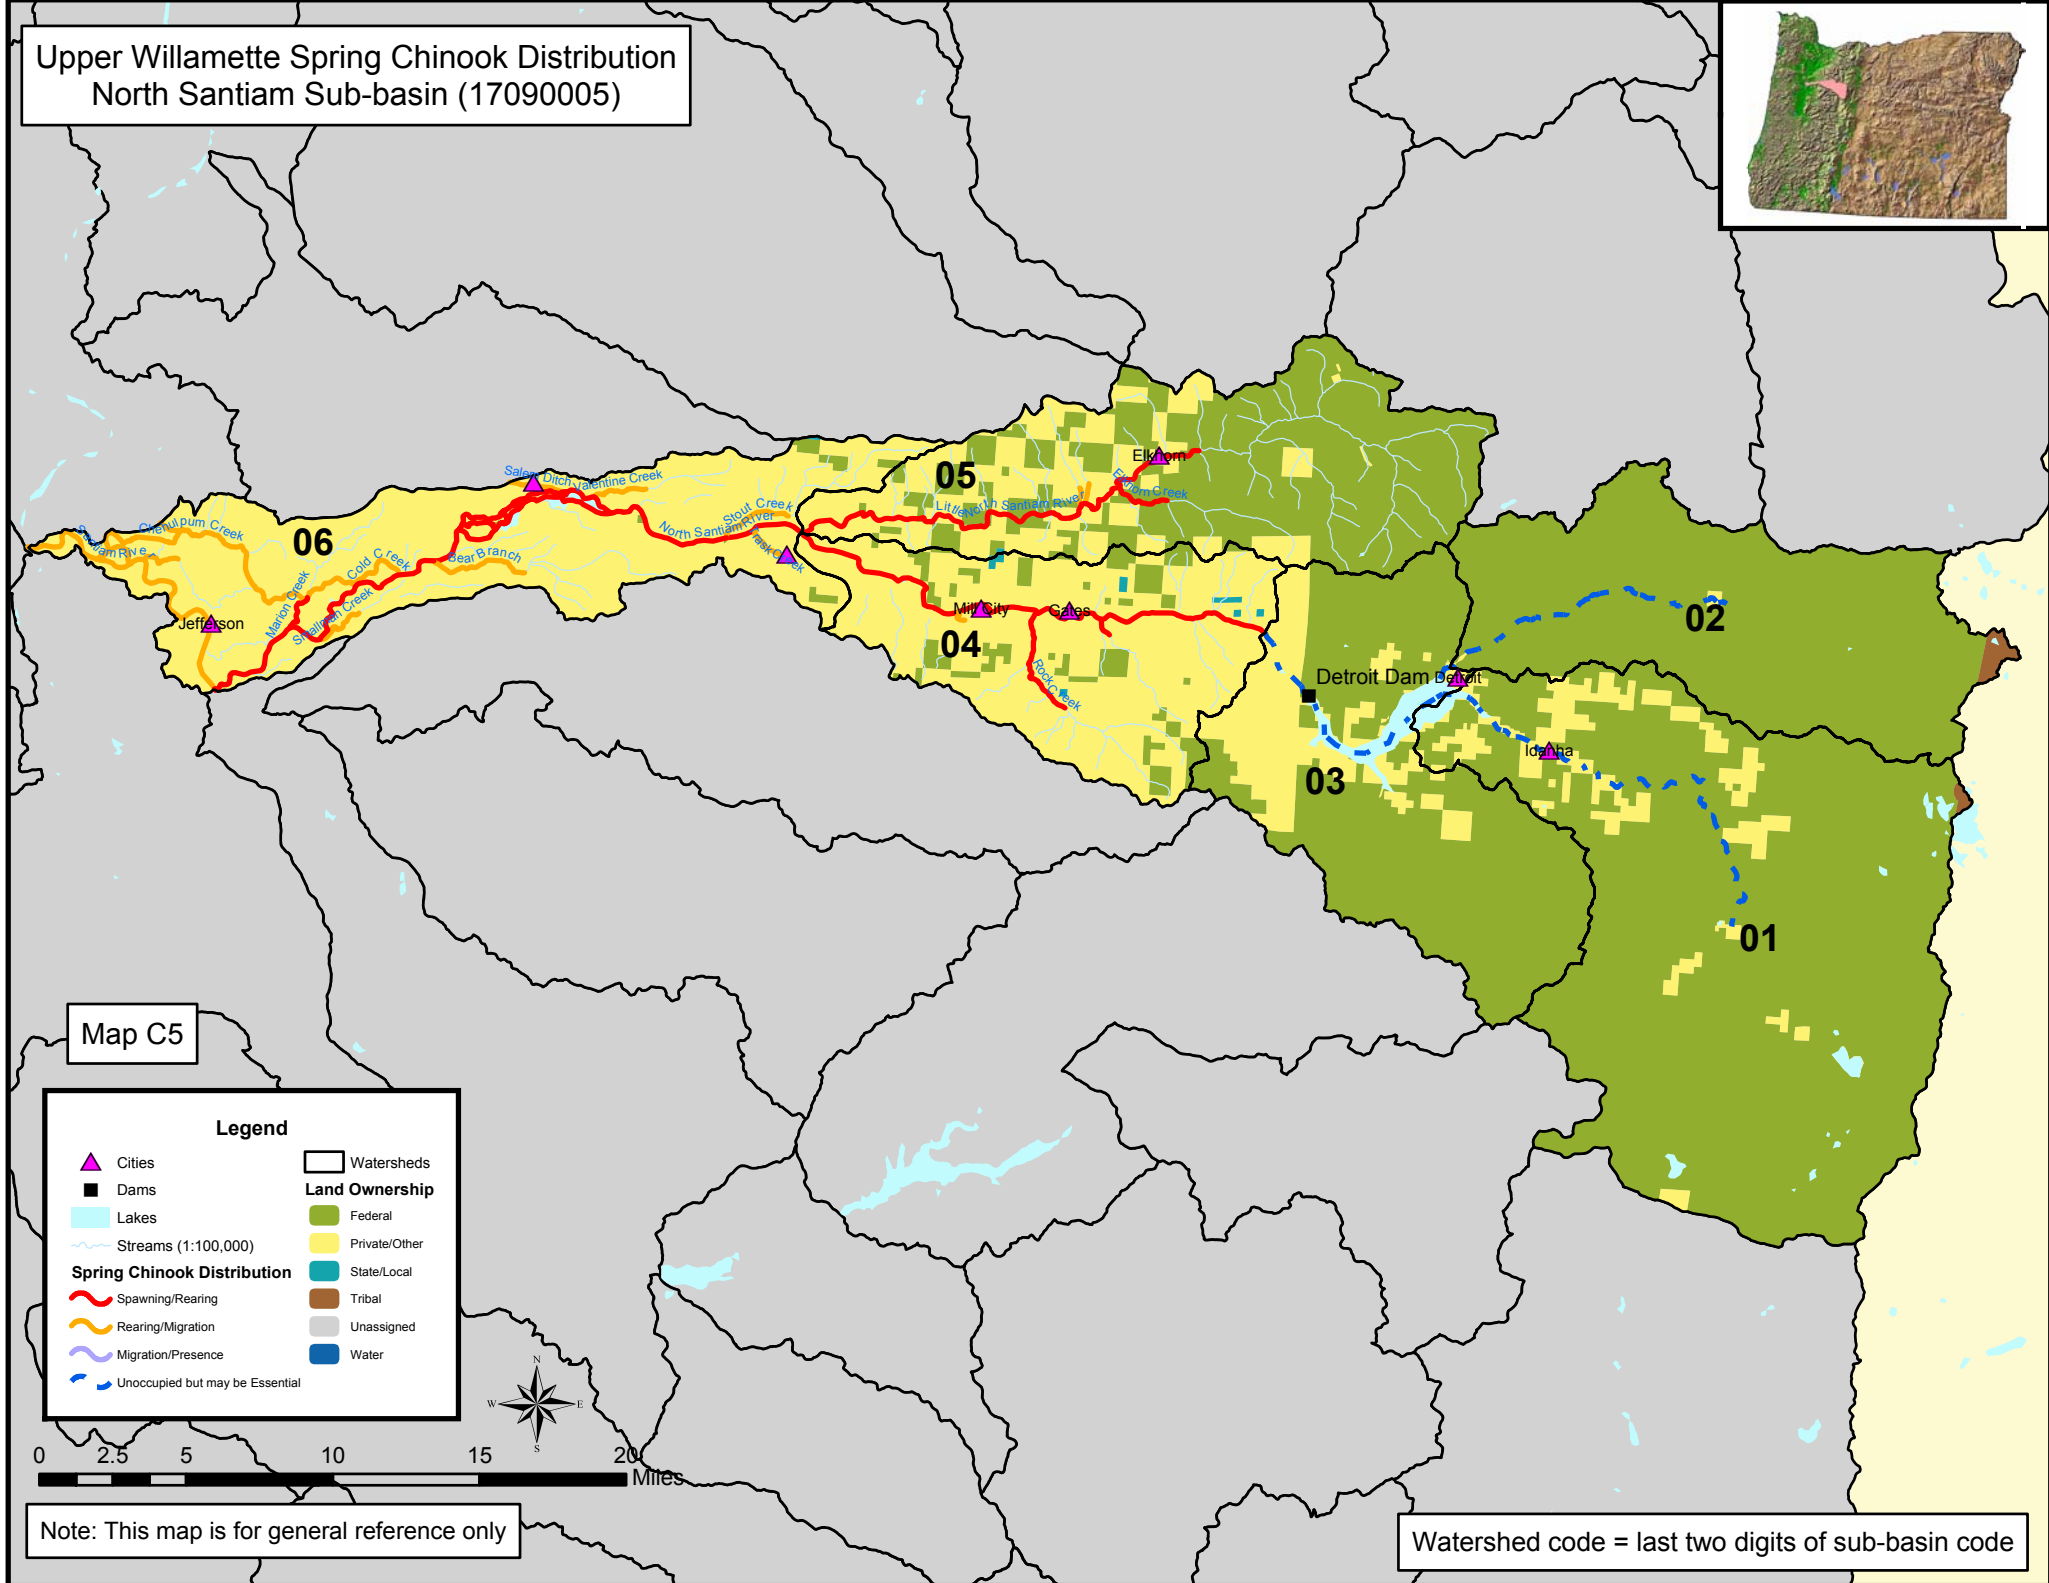 Upper Willamette Spring Chinook Distribution
North Santiam Sub-basin (17090005)
Elkhorn
05
Elkhorn Creek
Little North Santiam River
Salem Ditch
Valentine Creek
Stout Creek
North Santiam River
Chehulpum Creek
Santiam River
06
Cold Creek
Bear Branch
Marion Creek
Smallman Creek
Jefferson
Mill City
Gates
04
Rock Creek
02
Detroit Dam
Detroit
Idanha
03
01
Map C5
Legend
Cities
Dams
Lakes
Streams (1:100,000)
Spring Chinook Distribution
Spawning/Rearing
Rearing/Migration
Migration/Presence
Unoccupied but may be Essential
Watersheds
Land Ownership
Federal
Private/Other
State/Local
Tribal
Unassigned
Water
N
W
E
S
0 2.5 5 10 15 20
Miles
Note: This map is for general reference only
Watershed code = last two digits of sub-basin code